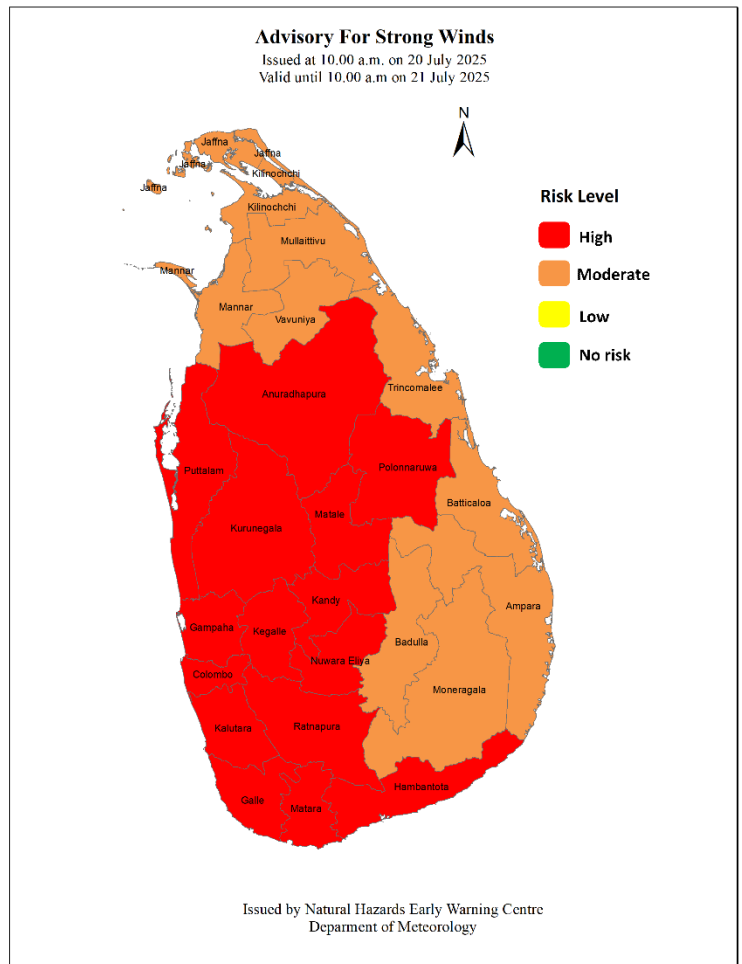 Advisory For Strong Winds
Issued at 10.00 a.m. on 20 July 2025
Valid until 10.00 a.m on 21 July 2025
N
Jaffna
Jaffna
Jaffna
Kilinochchi
Jaffna
Kilinochchi
Mullaittivu
Mannar
Mannar
Vavuniya
Anuradhapura
Trincomalee
Polonnaruwa
Puttalam
Batticaloa
Matale
Kurunegala
Kandy
Ampara
Gampaha
Kegalle
Badulla
Nuwara Eliya
Colombo
Moneragala
Kalutara
Ratnapura
Hambantota
Galle
Matara
Risk Level
High
Moderate
Low
No risk
Issued by Natural Hazards Early Warning Centre
Deparment of Meteorology